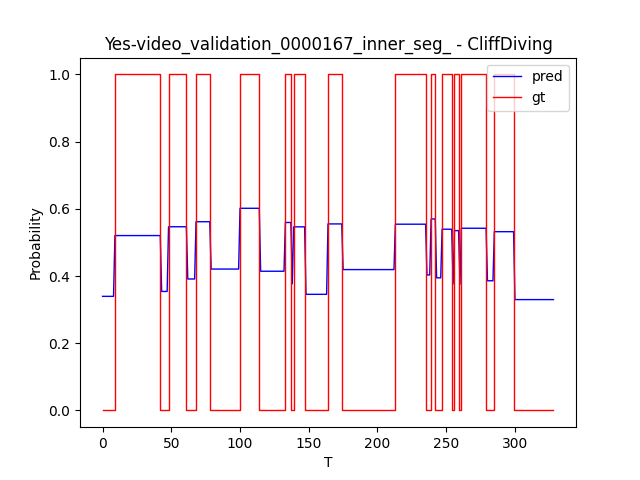 Yes-video_validation_0000167_inner_seg_ - CliffDiving
pred
gt
1.0
0.8
0.6
0.4
0.2
0.0
Probability
0 50 100 150 200 250 300
T